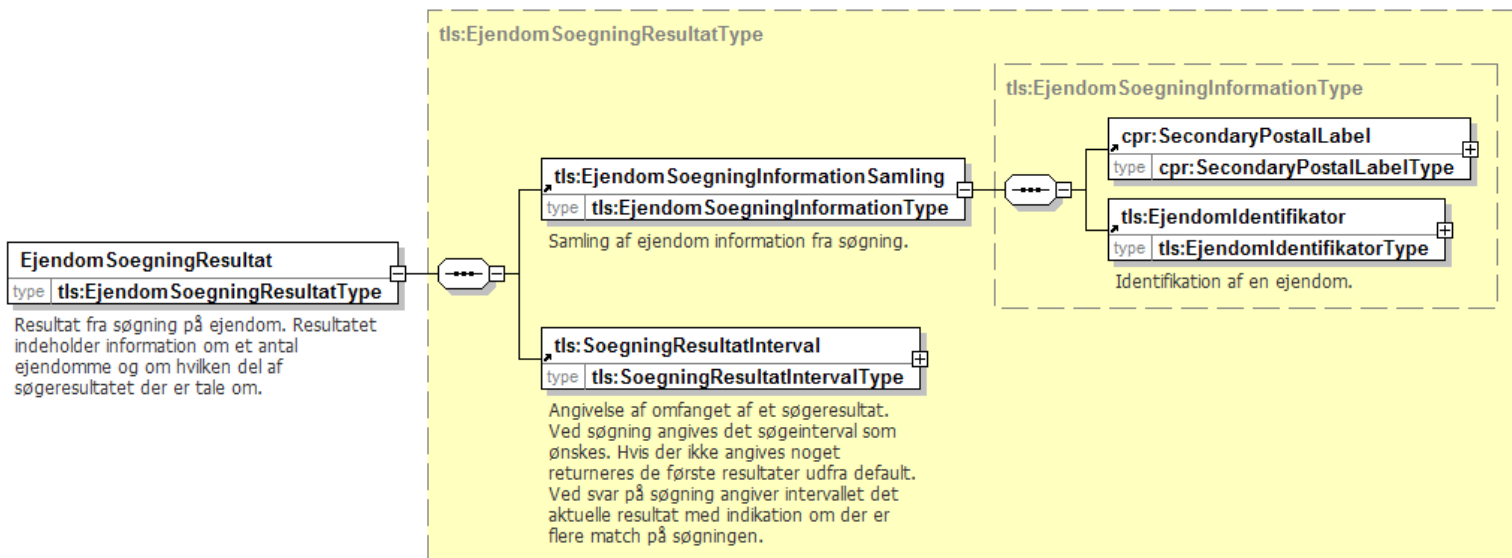 tls:EjendomSoegningResultatType
tls:EjendomSoegningInformationType
cpr:SecondaryPostalLabel
type cpr:SecondaryPostalLabelType
tls:EjendomSoegningInformationSamling
type tls:EjendomSoegningInformationType
Samling af ejendom information fra søgning.
tls:EjendomIdentifikator
type tls:EjendomIdentifikatorType
Identifikation af en ejendom.
EjendomSoegningResultat
type tls:EjendomSoegningResultatType
Resultat fra søgning på ejendom. Resultatet
indeholder information om et antal
ejendomme og om hvilken del af
søgeresultatet der er tale om.
tls:SoegningResultatInterval
type tls:SoegningResultatIntervalType
Angivelse af omfanget af et søgeresultat.
Ved søgning angives det søgeinterval som
ønskes. Hvis der ikke angives noget
returneres de første resultater udfra default.
Ved svar på søgning angiver intervallet det
aktuelle resultat med indikation om der er
flere match på søgningen.